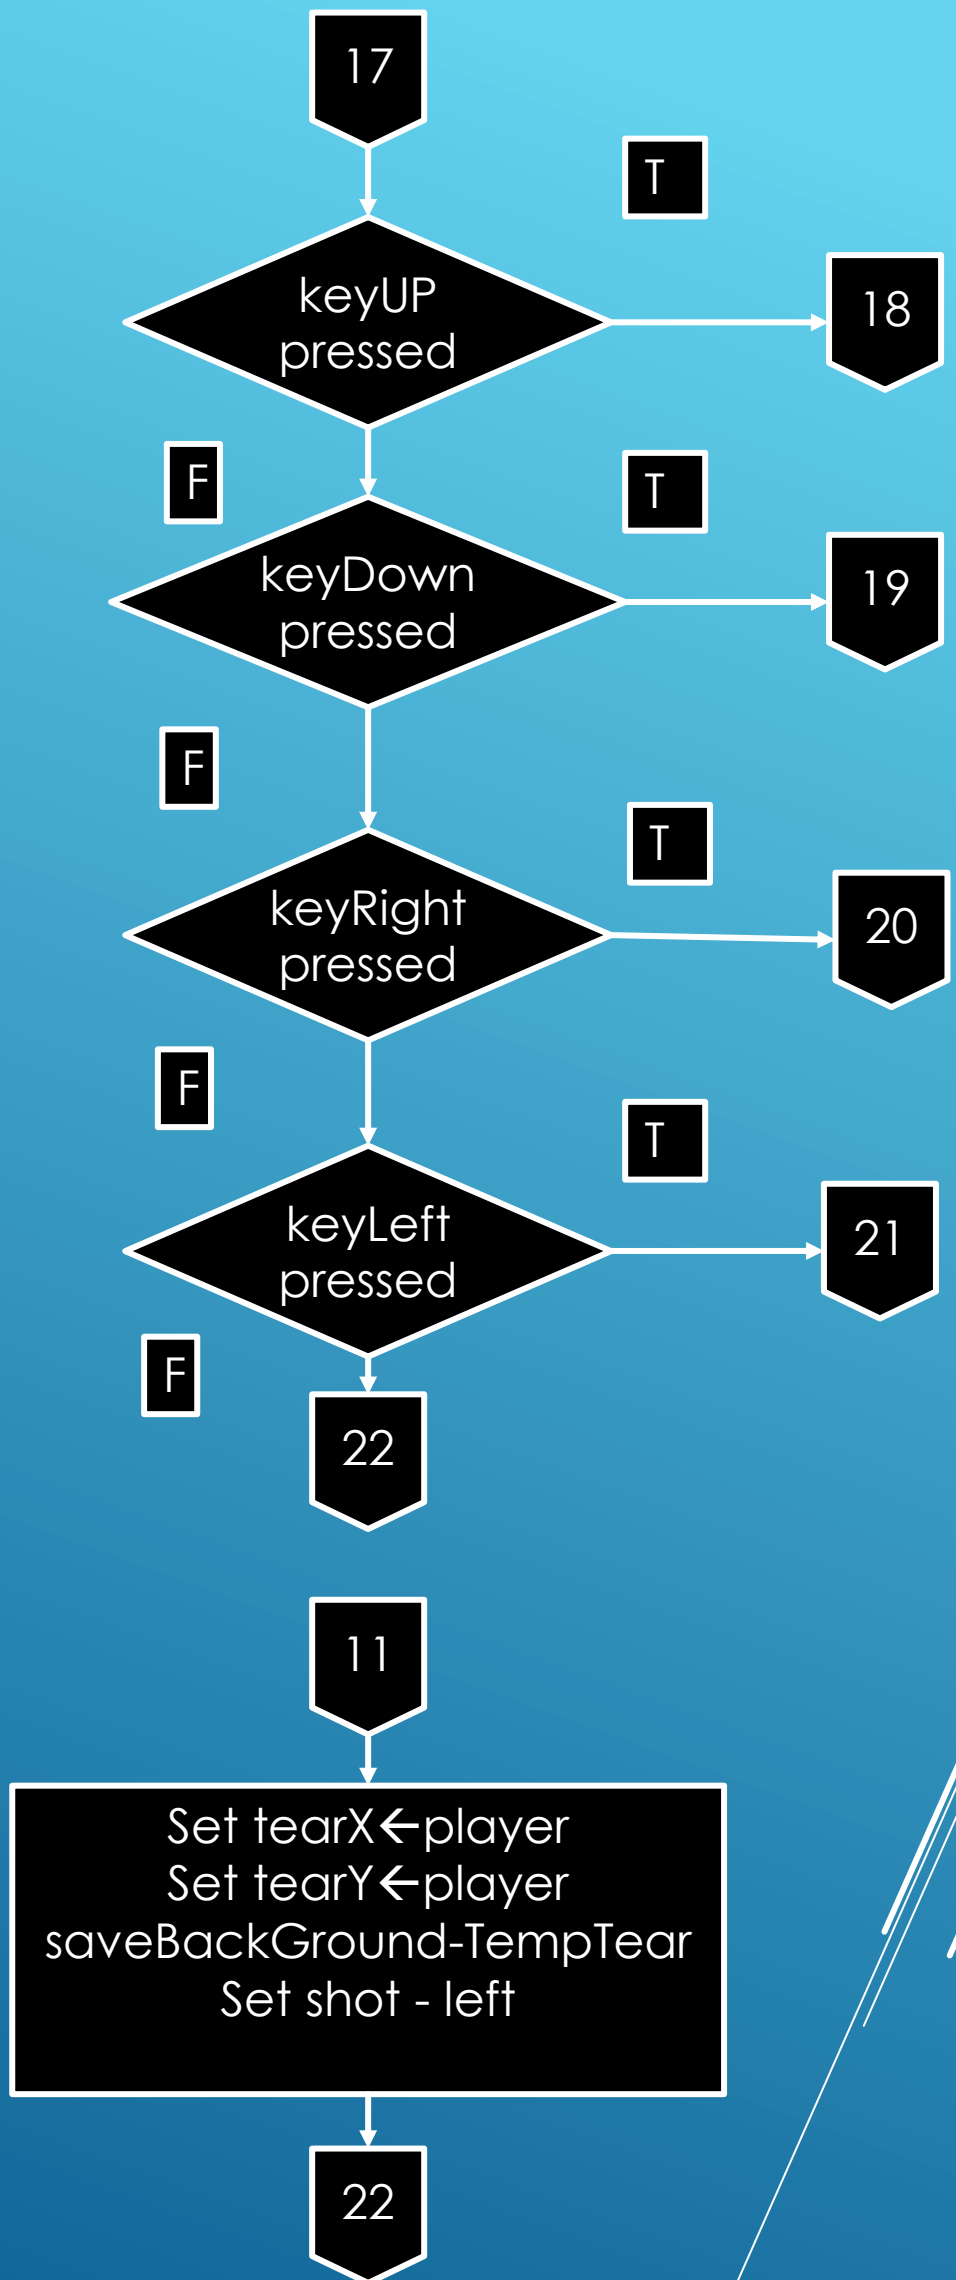 17
T
keyUP
pressed
18
F
T
keyDown
pressed
19
F
T
keyRight
pressed
20
F
T
keyLeft
pressed
21
F
22
11
Set tearX←player
Set tearY←player
saveBackGround-TempTear
Set shot - left
22